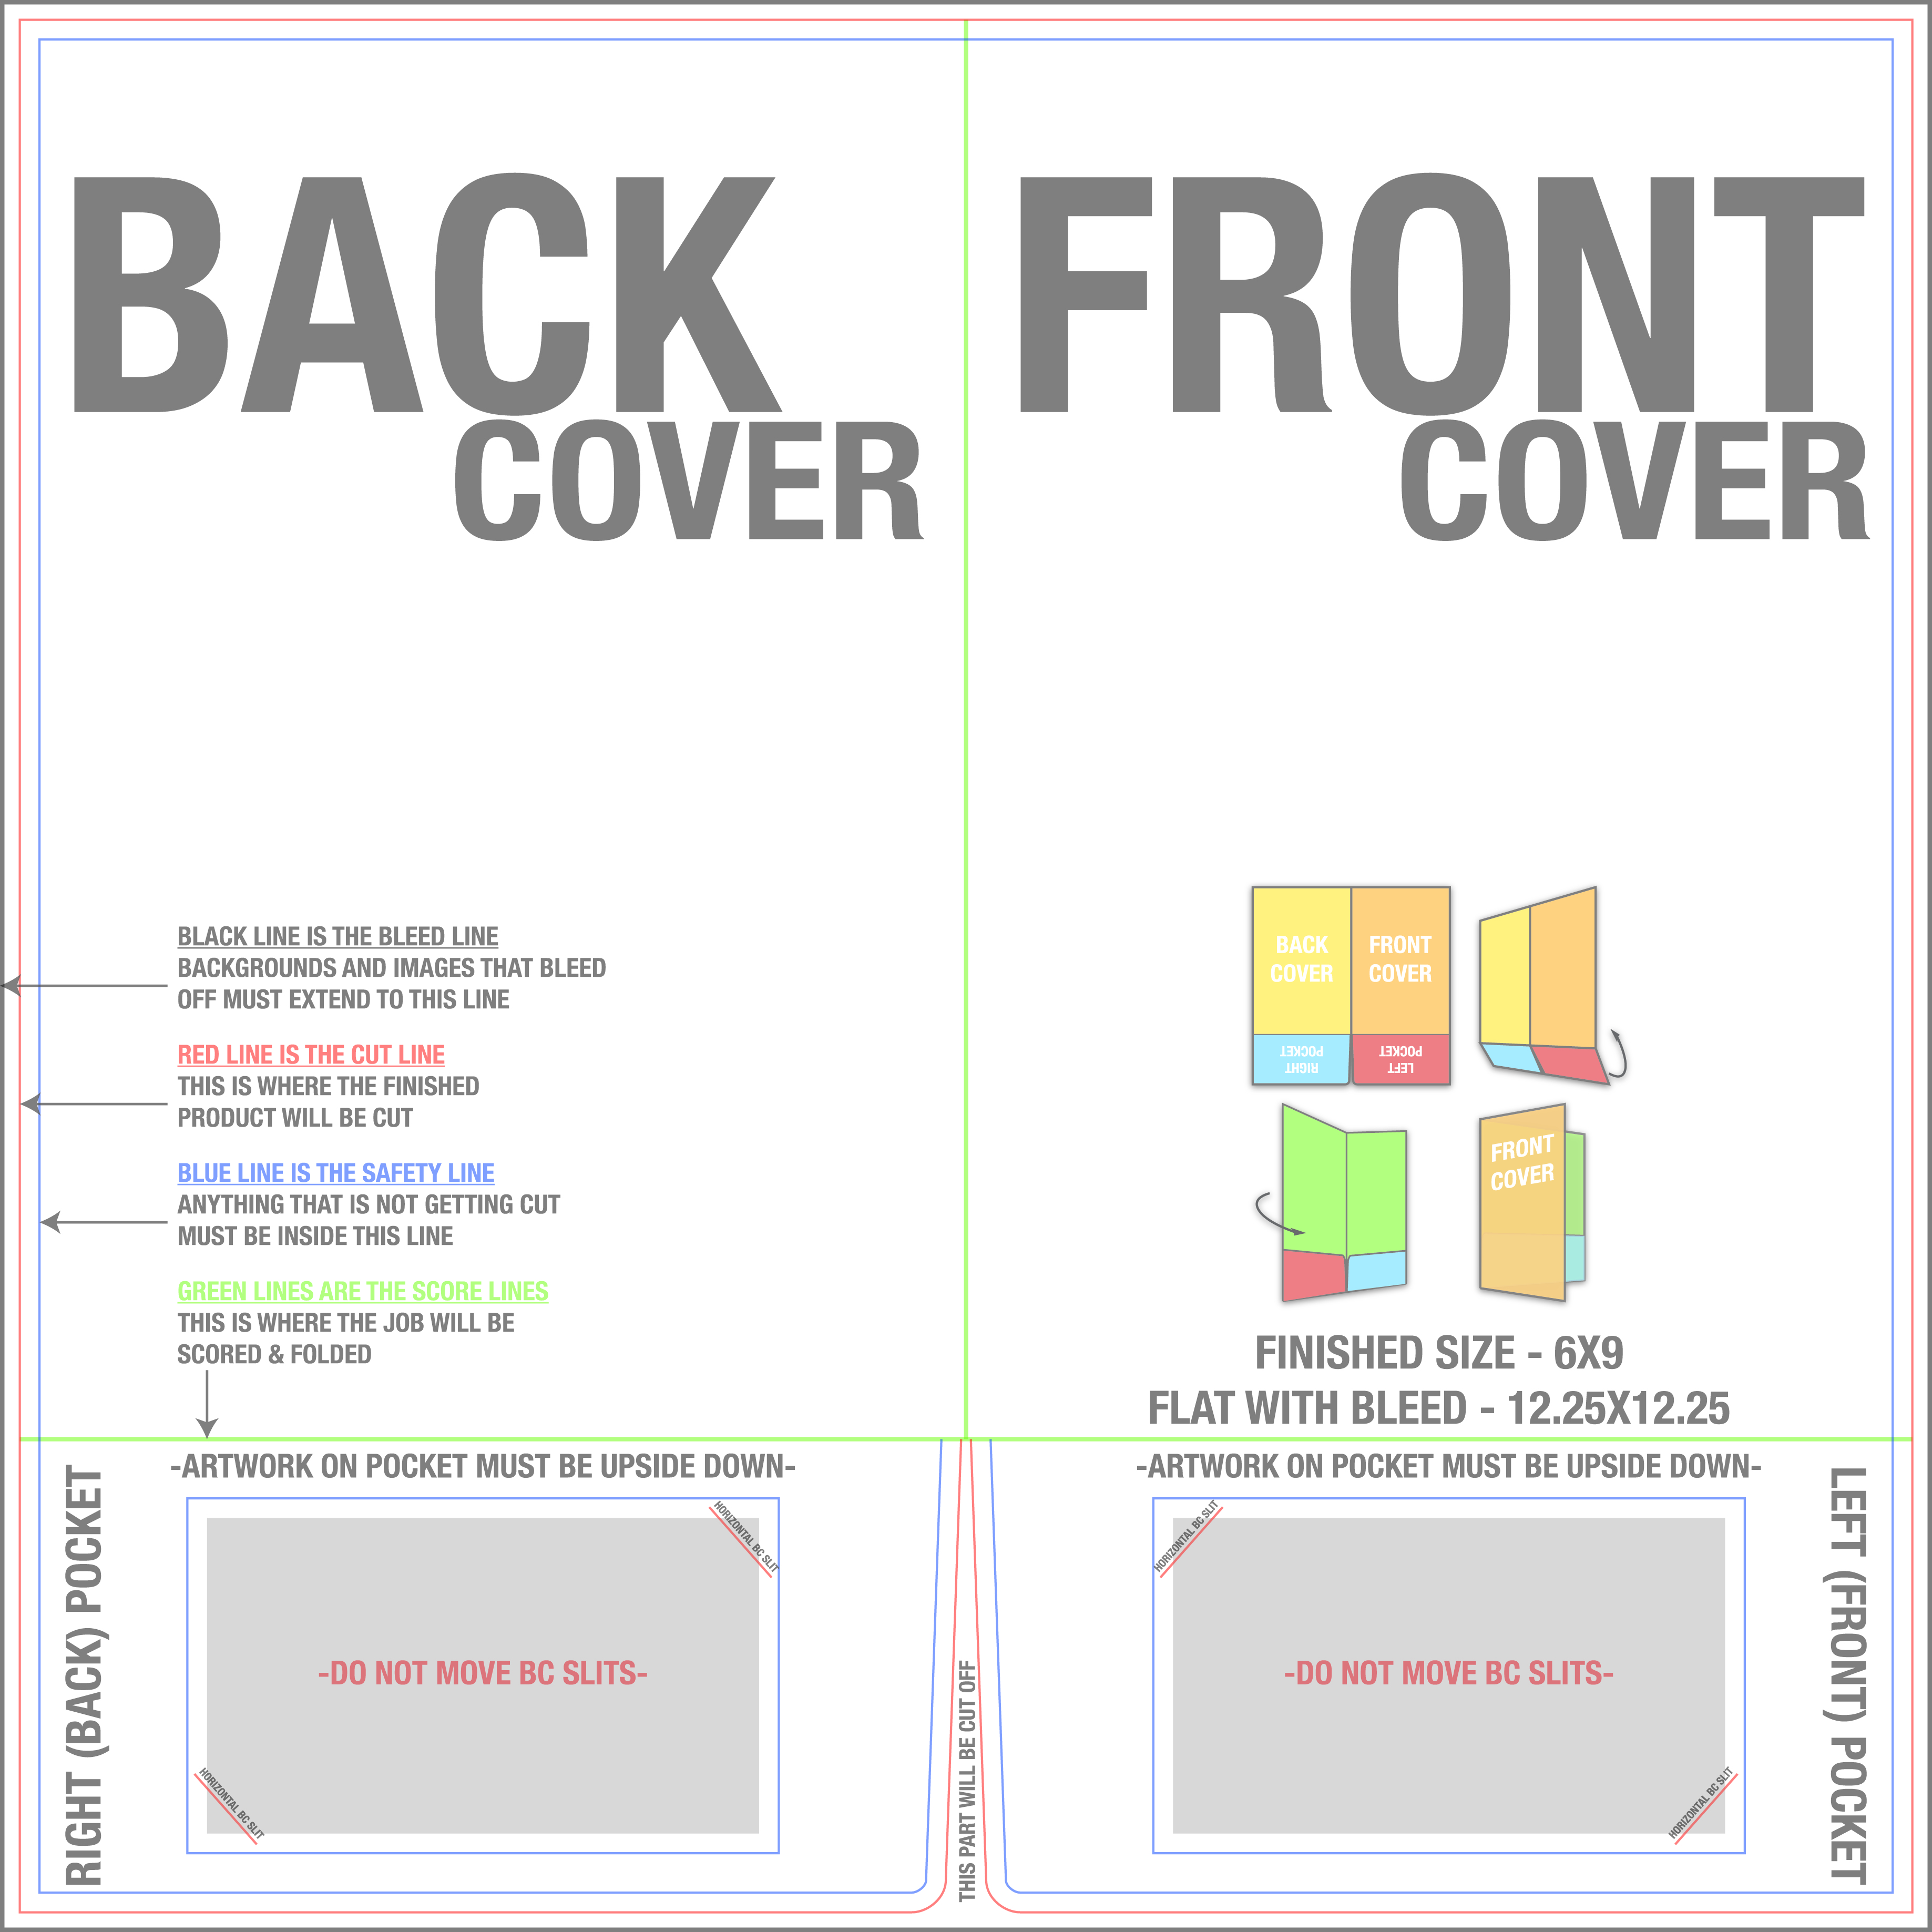 BACK
COVER
FRONT
COVER
BLACK LINE IS THE BLEED LINE
BACKGROUNDS AND IMAGES THAT BLEED
OFF MUST EXTEND TO THIS LINE
RED LINE IS THE CUT LINE
THIS IS WHERE THE FINISHED
PRODUCT WILL BE CUT
BLUE LINE IS THE SAFETY LINE
ANYTHING THAT IS NOT GETTING CUT
MUST BE INSIDE THIS LINE
GREEN LINES ARE THE SCORE LINES
THIS IS WHERE THE JOB WILL BE
SCORED & FOLDED
BACK
COVER
FRONT
COVER
RIGHT
POCKET
LEFT
POCKET
FRONT
COVER
FINISHED SIZE - 6X9
FLAT WITH BLEED - 12.25X12.25
RIGHT (BACK) POCKET
-ARTWORK ON POCKET MUST BE UPSIDE DOWN-
HORIZONTAL BC SLIT
-DO NOT MOVE BC SLITS-
HORIZONTAL BC SLIT
THIS PART WILL BE CUT OFF
-ARTWORK ON POCKET MUST BE UPSIDE DOWN-
HORIZONTAL BC SLIT
-DO NOT MOVE BC SLITS-
HORIZONTAL BC SLIT
LEFT (FRONT) POCKET